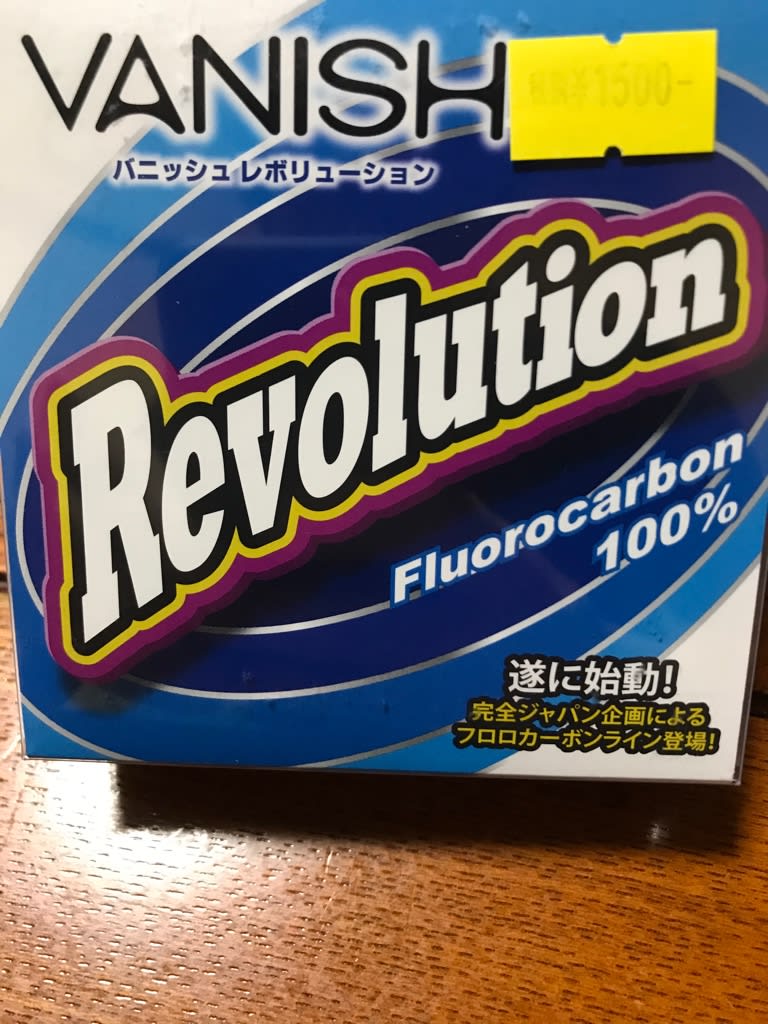 VANISH
税抜¥1500-
バニッシュ レボリューション
Revolution
Fluorocarbon
100%
遂に始動!
完全ジャパン企画による
フロロカーボンライン登場!